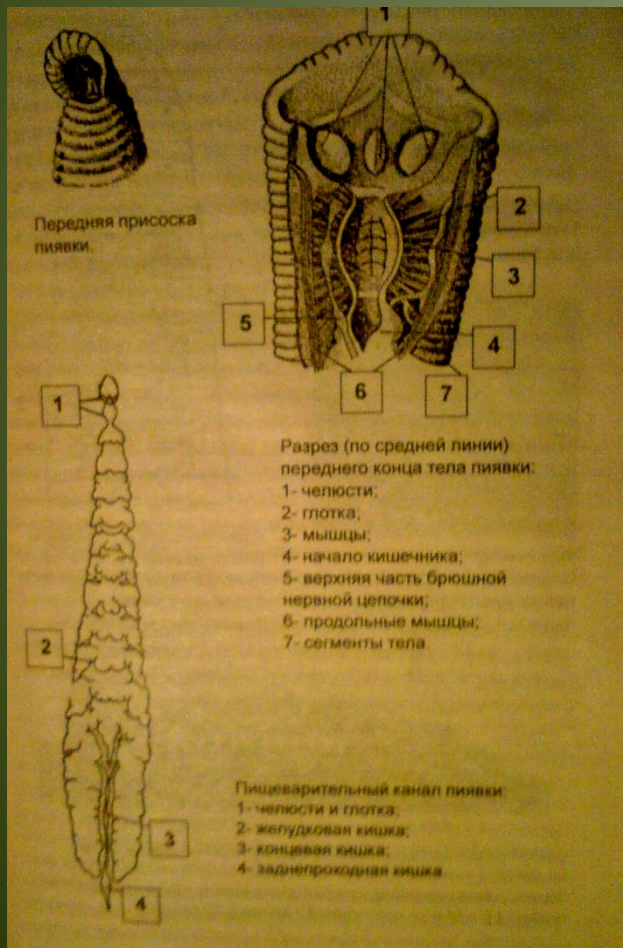 1
Передняя присоска
пиявки.
2
3
5
4
6
7
1
Разрез (по средней линии)
переднего конца тела пиявки:
1- челюсти;
2- глотка;
3- мышцы;
4- начало кишечника;
5- верхняя часть брюшной
нервной цепочки;
6- продольные мышцы;
7- сегменты тела.
2
Пищеварительный канал пиявки:
1- челюсти и глотка;
2- желудковая кишка;
3- концевая кишка;
4- заднепроходная кишка.
3
4